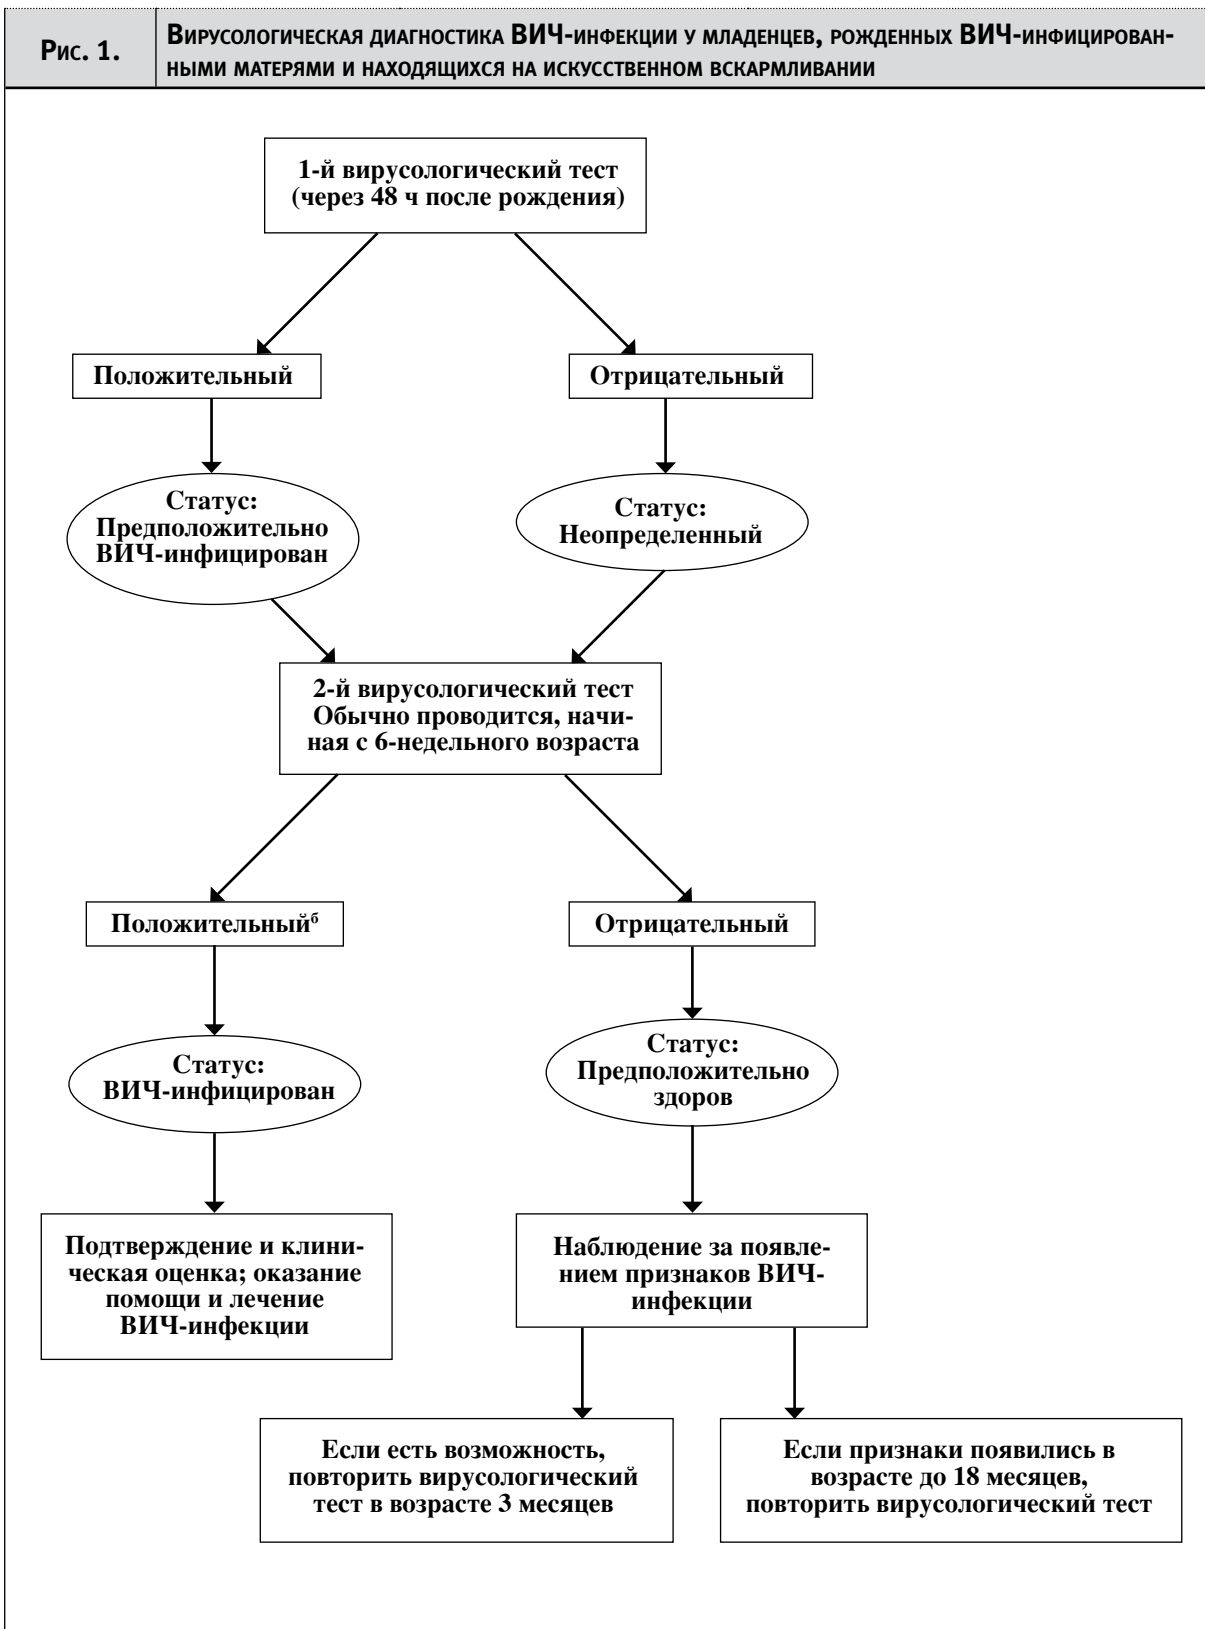 Рис. 1.
Вирусологическая диагностика ВИЧ-инфекции у младенцев, рожденных ВИЧ-инфицирован-
ными матерями и находящихся на искусственном вскармливании
1-й вирусологический тест
(через 48 ч после рождения)
Положительный
Отрицательный
Статус:
Предположительно
ВИЧ-инфицирован
Статус:
Неопределенный
2-й вирусологический тест
Обычно проводится, начи-
ная с 6-недельного возраста
Положительныйᵇ
Отрицательный
Статус:
ВИЧ-инфицирован
Статус:
Предположительно
здоров
Подтверждение и клини-
ческая оценка; оказание
помощи и лечение
ВИЧ-инфекции
Наблюдение за появле-
нием признаков ВИЧ-
инфекции
Если есть возможность,
повторить вирусологический
тест в возрасте 3 месяцев
Если признаки появились в
возрасте до 18 месяцев,
повторить вирусологический тест